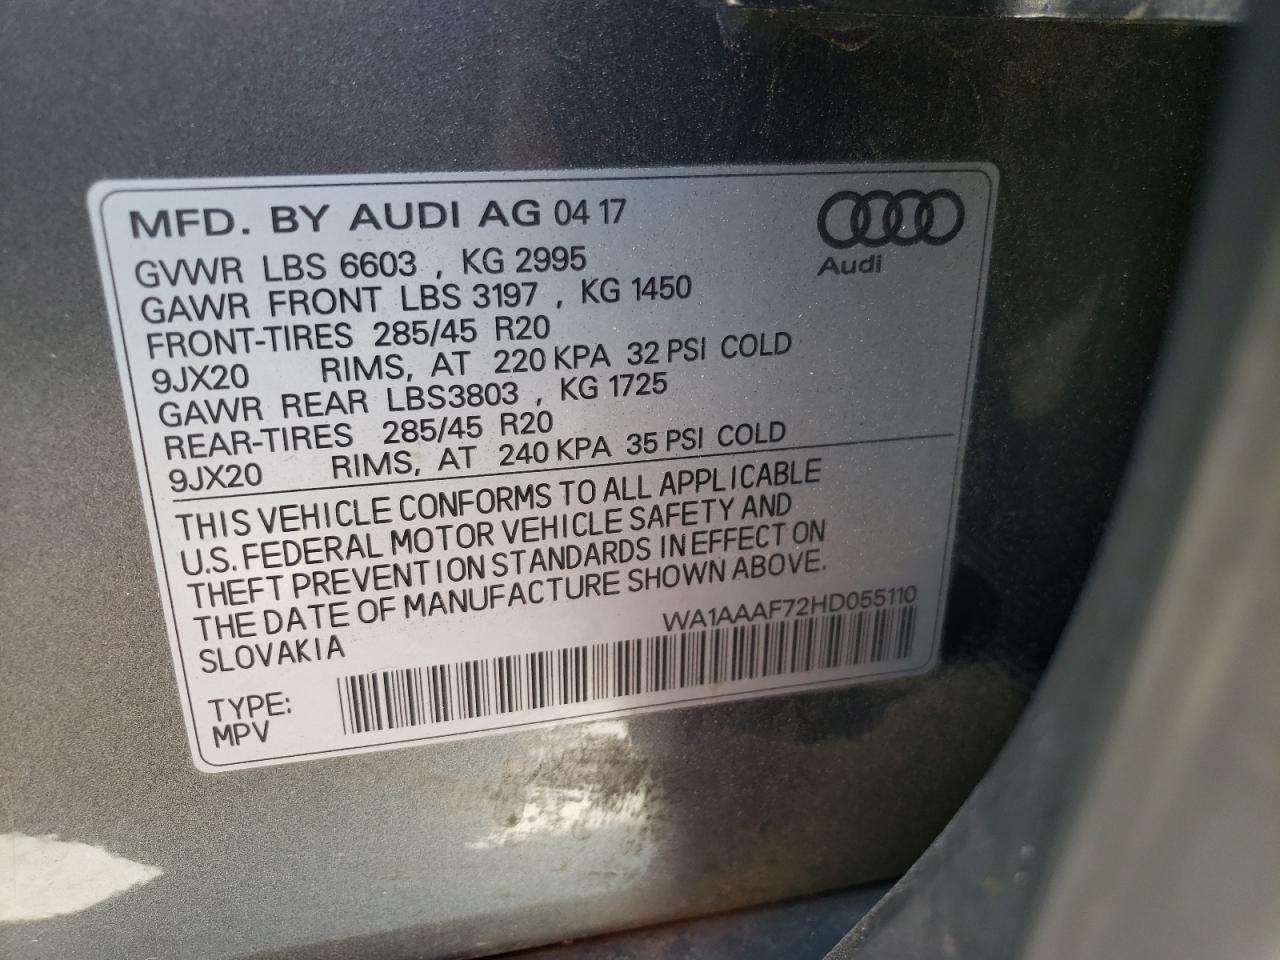 MFD. BY AUDI AG 04 17
Audi
GVWR LBS 6603 , KG 2995
GAWR FRONT LBS 3197 , KG 1450
FRONT-TIRES 285/45 R20
9JX20 RIMS, AT 220 KPA 32 PSI COLD
GAWR REAR LBS3803 , KG 1725
REAR-TIRES 285/45 R20
9JX20 RIMS, AT 240 KPA 35 PSI COLD
THIS VEHICLE CONFORMS TO ALL APPLICABLE
U.S. FEDERAL MOTOR VEHICLE SAFETY AND
THEFT PREVENTION STANDARDS IN EFFECT ON
THE DATE OF MANUFACTURE SHOWN ABOVE.
SLOVAKIA
WA1AAAF72HD055110
TYPE:
MPV